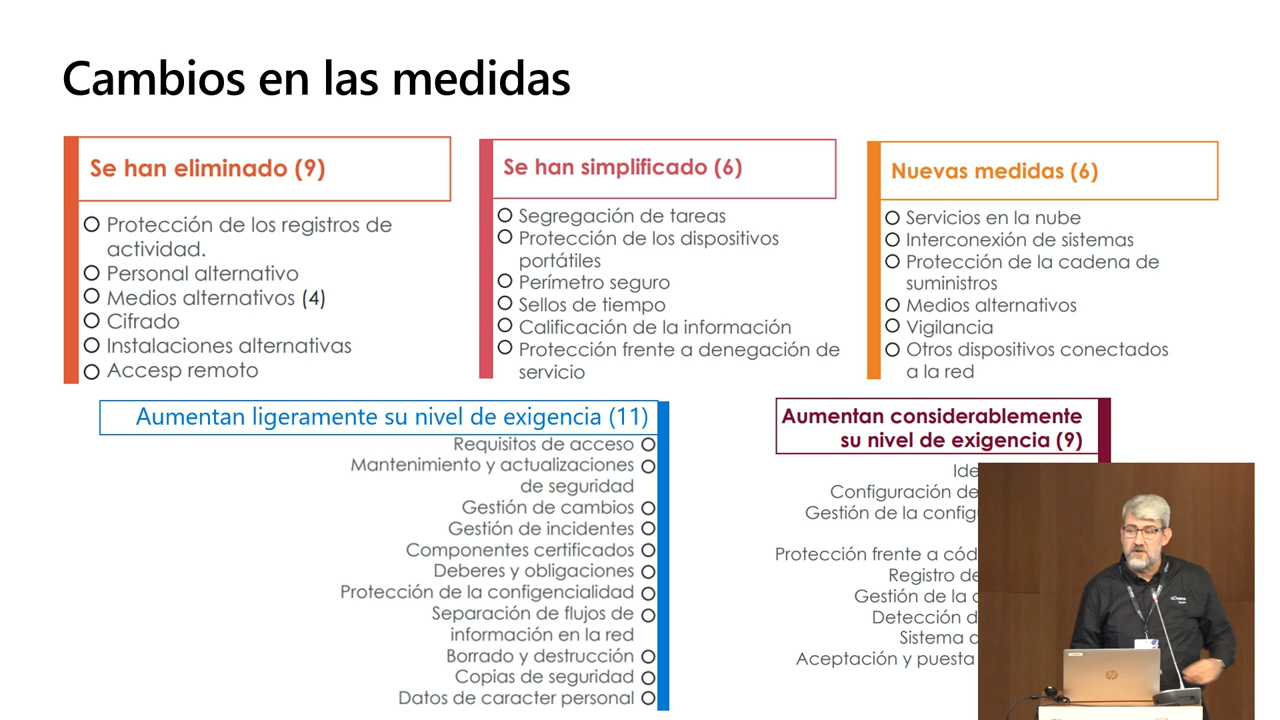 Cambios en las medidas
Se han eliminado (9)
Protección de los registros de
actividad.
Personal alternativo
Medios alternativos (4)
Cifrado
Instalaciones alternativas
Accesp remoto
Se han simplificado (6)
Segregación de tareas
Protección de los dispositivos
portátiles
Perímetro seguro
Sellos de tiempo
Calificación de la información
Protección frente a denegación de
servicio
Nuevas medidas (6)
Servicios en la nube
Interconexión de sistemas
Protección de la cadena de
suministros
Medios alternativos
Vigilancia
Otros dispositivos conectados
a la red
Aumentan ligeramente su nivel de exigencia (11)
Requisitos de acceso
Mantenimiento y actualizaciones
de seguridad
Gestión de cambios
Gestión de incidentes
Componentes certificados
Deberes y obligaciones
Protección de la configencialidad
Separación de flujos de
información en la red
Borrado y destrucción
Copias de seguridad
Datos de caracter personal
Aumentan considerablemente
su nivel de exigencia (9)
Configuración de
Gestión de la
Protección frente a
Registro
Gestión de la
Detección
Sistema
Aceptación y puesta